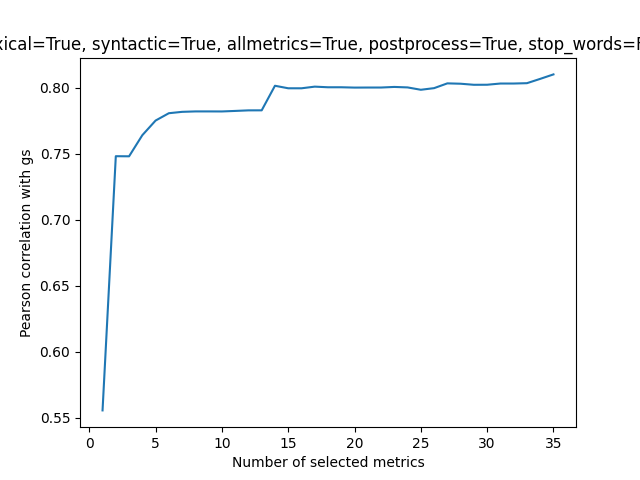 xical=True, syntactic=True, allmetrics=True, postprocess=True, stop_words=F
0.80
0.75
0.70
0.65
0.60
0.55
Pearson correlation with gs
0 5 10 15 20 25 30 35
Number of selected metrics